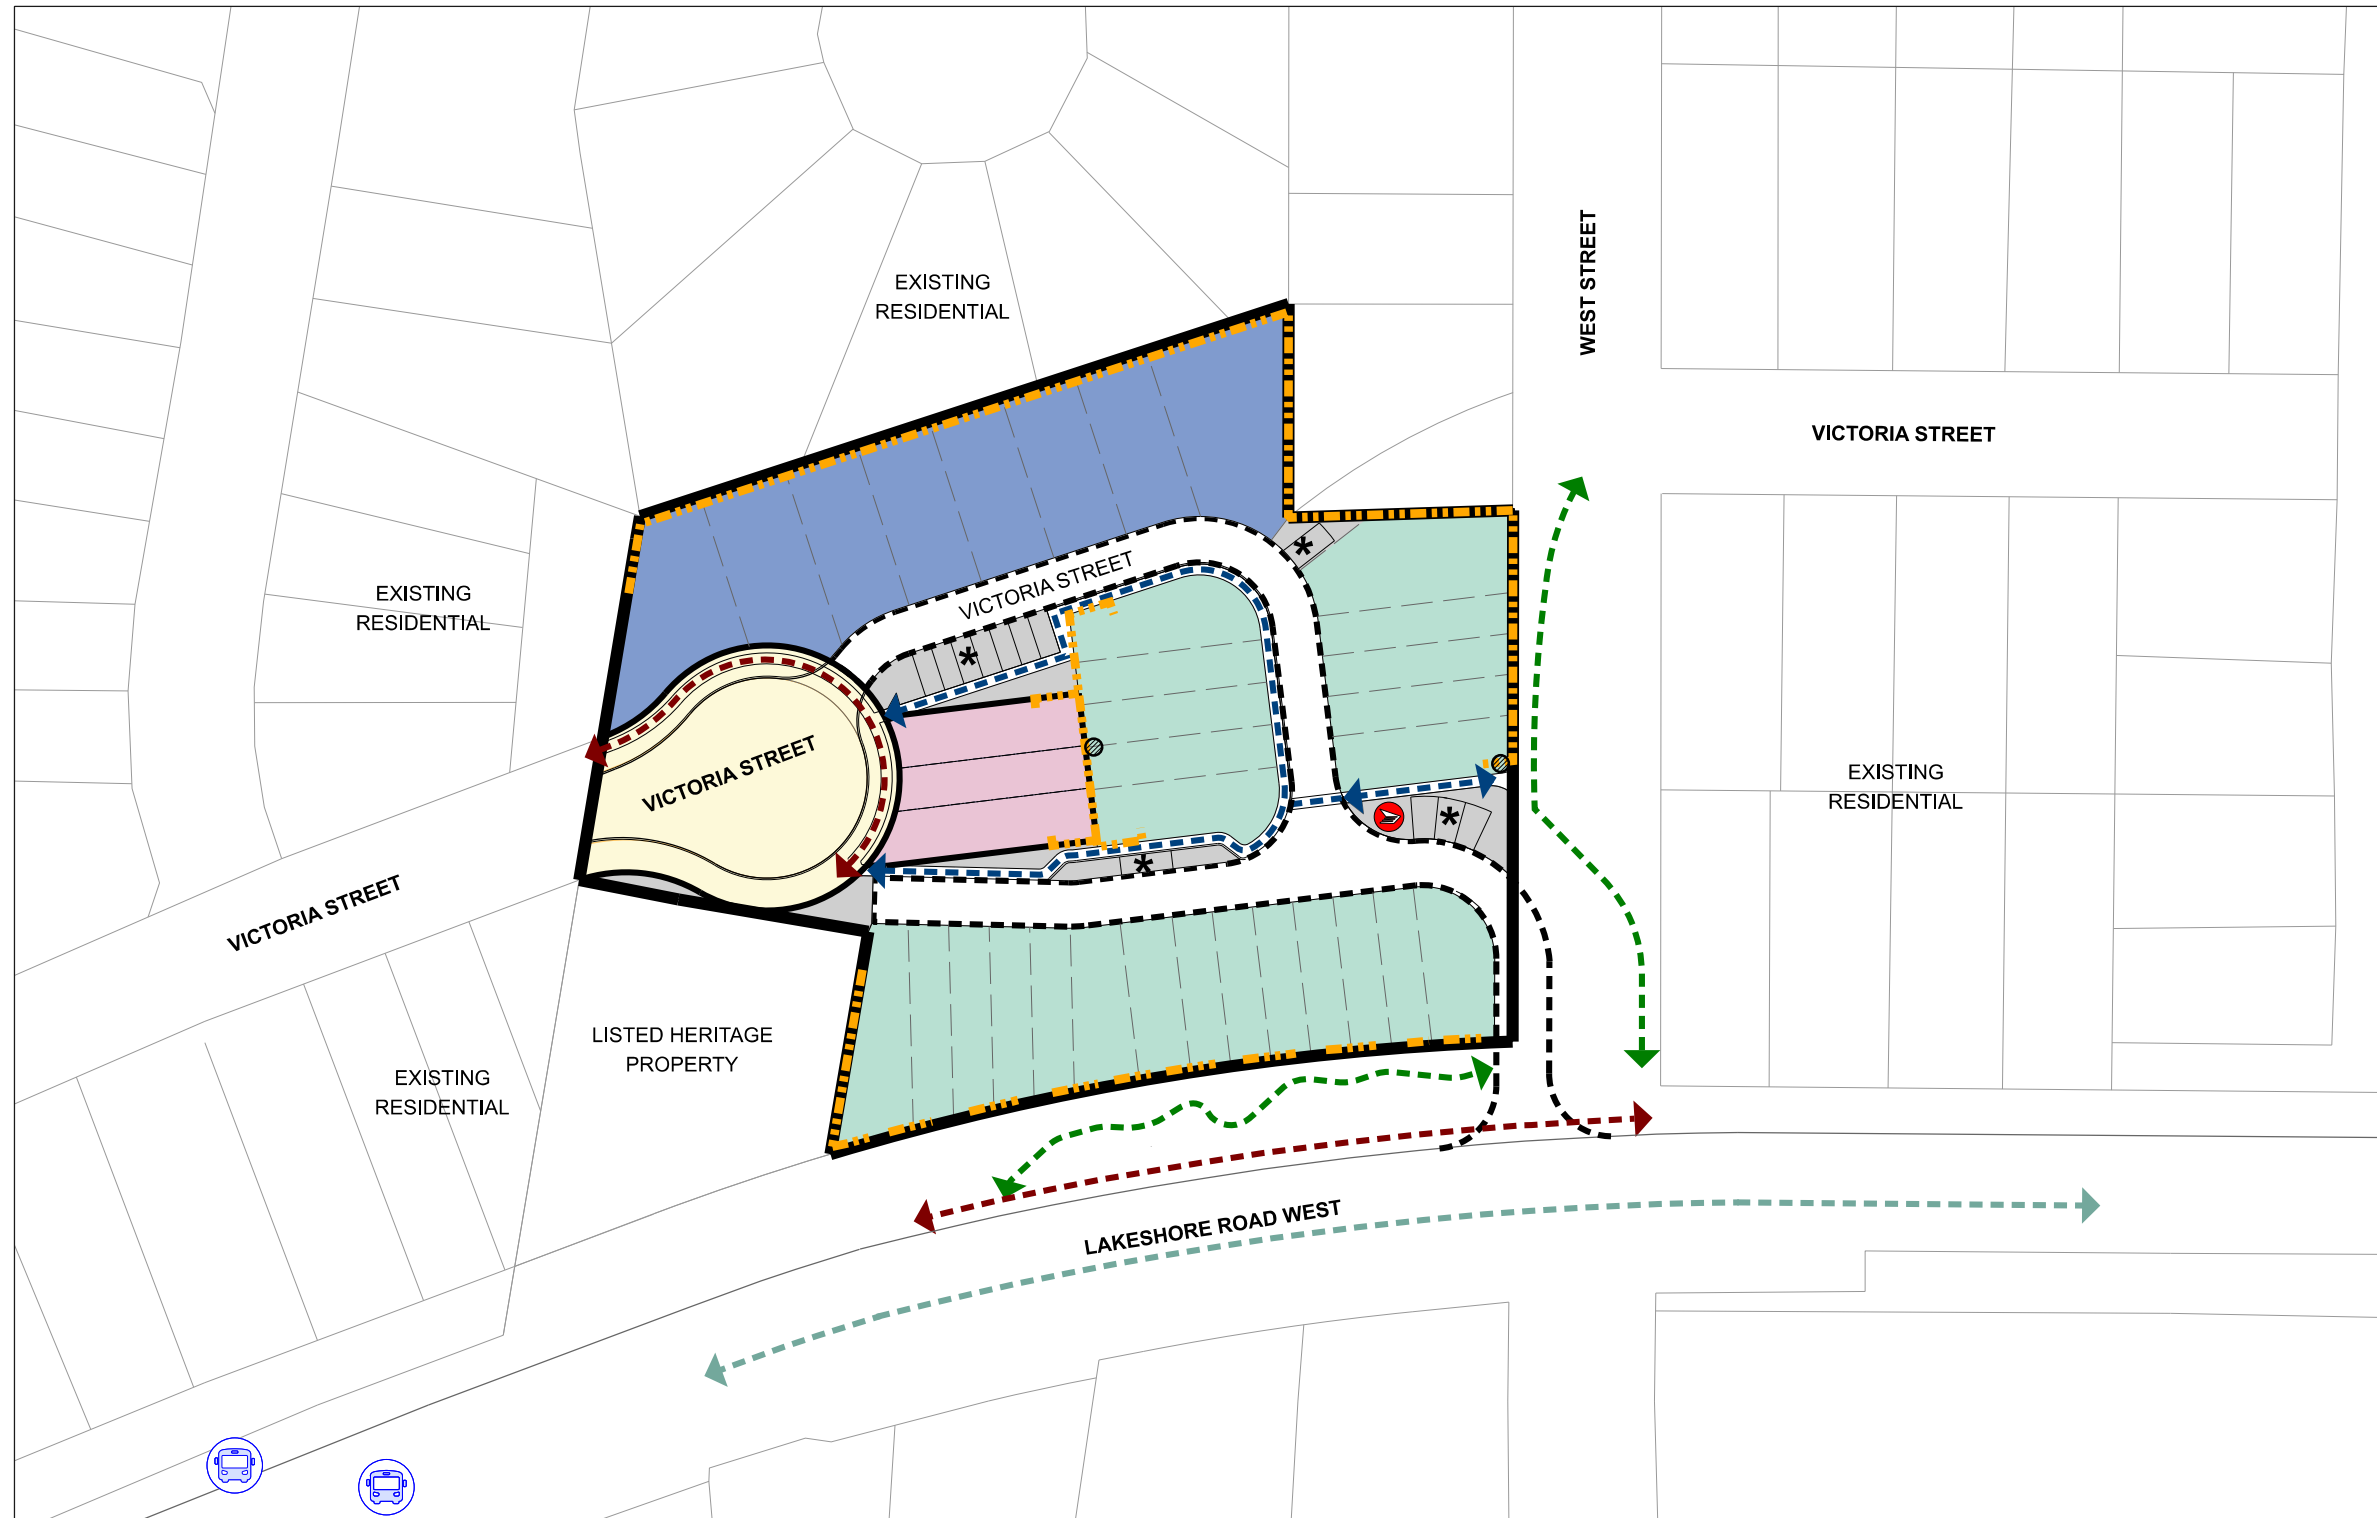 WEST STREET
EXISTING
RESIDENTIAL
VICTORIA STREET
VICTORIA STREET
*
EXISTING
RESIDENTIAL
*
VICTORIA STREET
EXISTING
RESIDENTIAL
*
*
VICTORIA STREET
LISTED HERITAGE
PROPERTY
EXISTING
RESIDENTIAL
LAKESHORE ROAD WEST